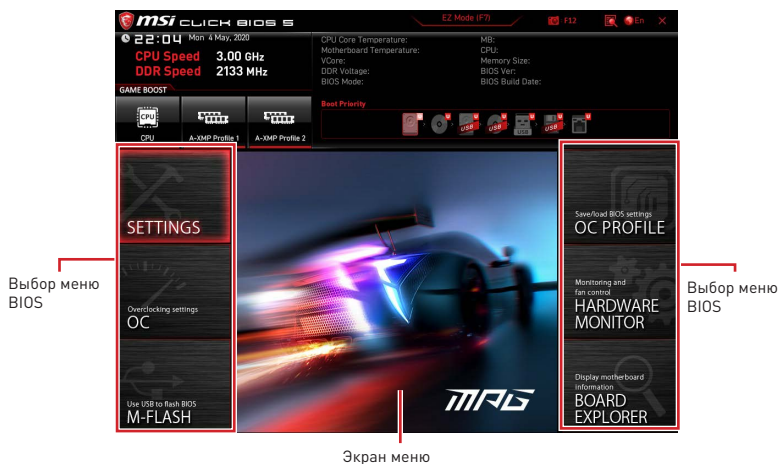 msi CLICK BIOS 5
EZ Mode (F7)
F12
En
22:04 Mon 4 May, 2020
CPU Speed 3.00 GHz
DDR Speed 2133 MHz
GAME BOOST
CPU
A-XMP Profile 1
A-XMP Profile 2
CPU Core Temperature:
Motherboard Temperature:
VCore:
DDR Voltage:
BIOS Mode:
MB:
CPU:
Memory Size:
BIOS Ver:
BIOS Build Date:
Boot Priority
U
USB
U
USB
U
USB
U
USB
U
SETTINGS
Overclocking settings
OC
Use USB to flash BIOS
M-FLASH
MPG
Save/load BIOS settings
OC PROFILE
Monitoring and
fan control
HARDWARE
MONITOR
Display motherboard
information
BOARD
EXPLORER
Выбор меню
BIOS
Выбор меню
BIOS
Экран меню